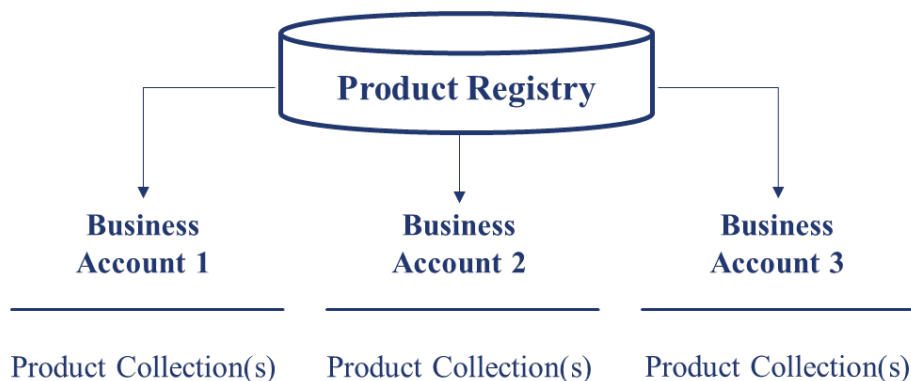 Product Registry
Business
Account 1
Business
Account 2
Business
Account 3
Product Collection(s)
Product Collection(s)
Product Collection(s)